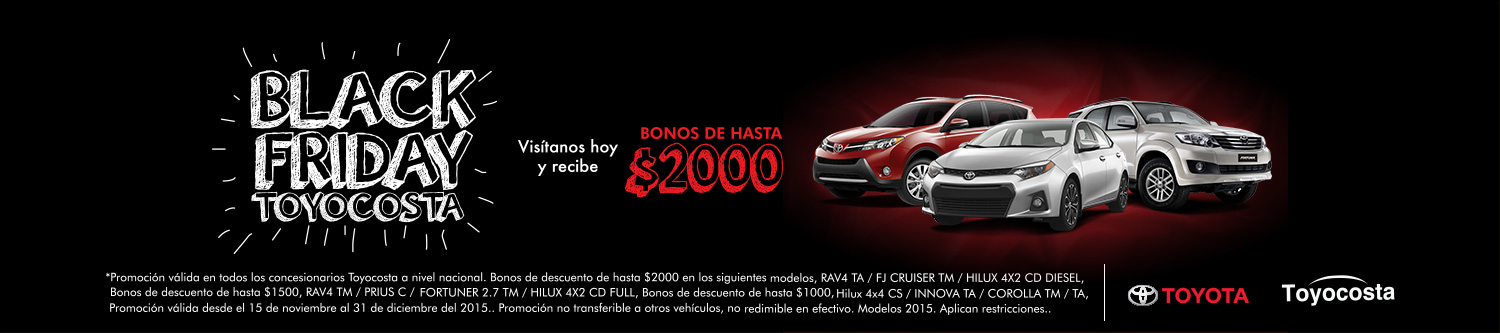 BLACK
FRIDAY
TOYOCOSTA
Visítanos hoy
y recibe
BONOS DE HASTA
$2000
FORTUNER
*Promoción válida en todos los concesionarios Toyocosta a nivel nacional. Bonos de descuento de hasta $2000 en los siguientes modelos, RAV4 TA / FJ CRUISER TM / HILUX 4X2 CD DIESEL,
Bonos de descuento de hasta $1500, RAV4 TM / PRIUS C / FORTUNER 2.7 TM / HILUX 4X2 CD FULL, Bonos de descuento de hasta $1000, Hilux 4x4 CS / INNOVA TA / COROLLA TM / TA,
Promoción válida desde el 15 de noviembre al 31 de diciembre del 2015.. Promoción no transferible a otros vehículos, no redimible en efectivo. Modelos 2015. Aplican restricciones..
TOYOTA
Toyocosta